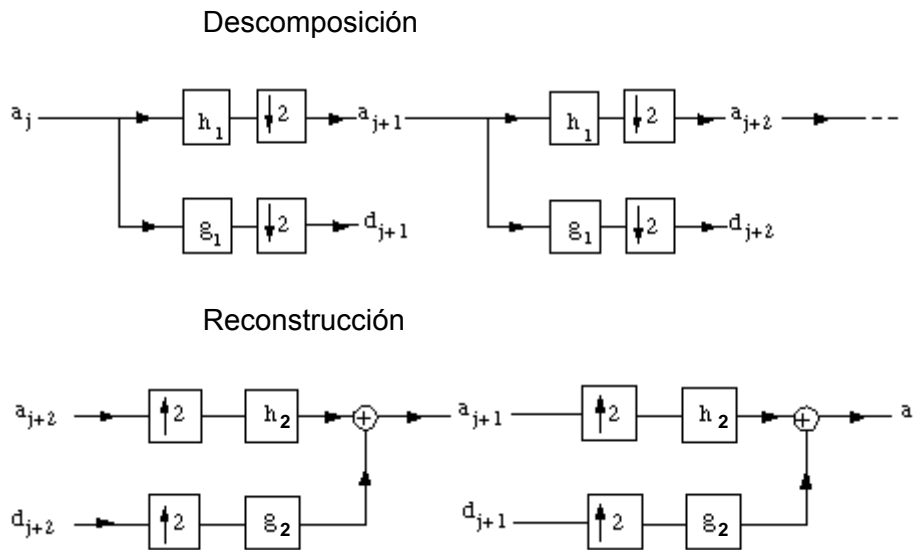 Descomposición
a_j h_1 ↓2 a_{j+1} h_1 ↓2 a_{j+2}
g_1 ↓2 d_{j+1} g_1 ↓2 d_{j+2}
Reconstrucción
a_{j+2} ↑2 h_2 + a_{j+1} ↑2 h_2 + a
d_{j+2} ↑2 g_2 d_{j+1} ↑2 g_2